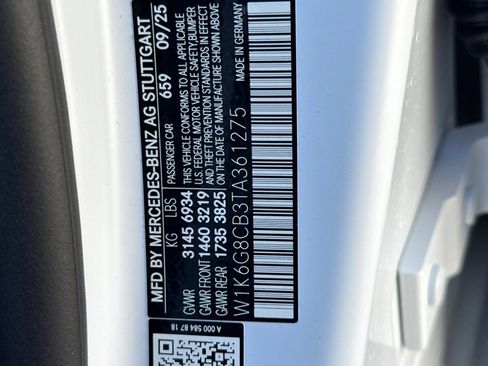 MFD BY MERCEDES-BENZ AG STUTTGART
PASSENGER CAR 659 09/25
KG LBS
GVWR 3145 6934
GAWR FRONT 1460 3219
GAWR REAR 1735 3825
THIS VEHICLE CONFORMS TO ALL APPLICABLE
U.S. FEDERAL MOTOR VEHICLE SAFETY, BUMPER
AND THEFT PREVENTION STANDARDS IN EFFECT
ON THE DATE OF MANUFACTURE SHOWN ABOVE
MADE IN GERMANY
W1K6G8CB3TA361275
A 000 584 87 18